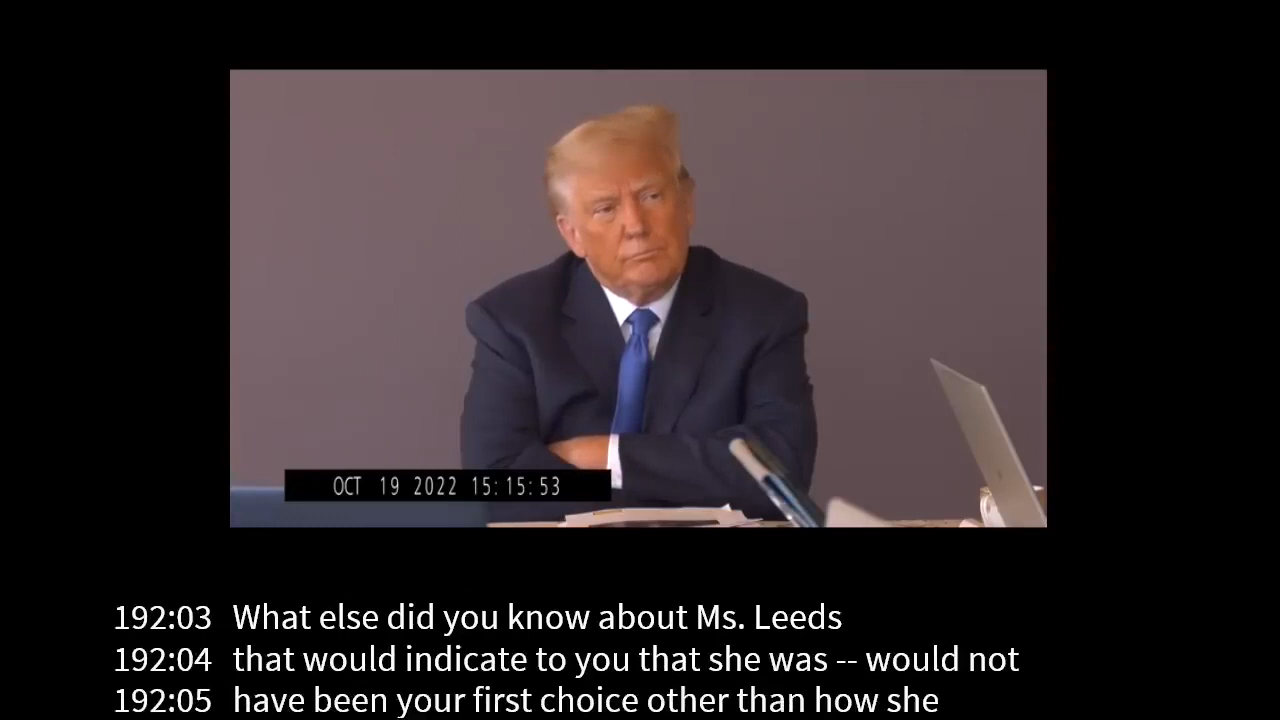 OCT 19 2022 15:15:53
192:03 What else did you know about Ms. Leeds
192:04 that would indicate to you that she was -- would not
192:05 have been your first choice other than how she